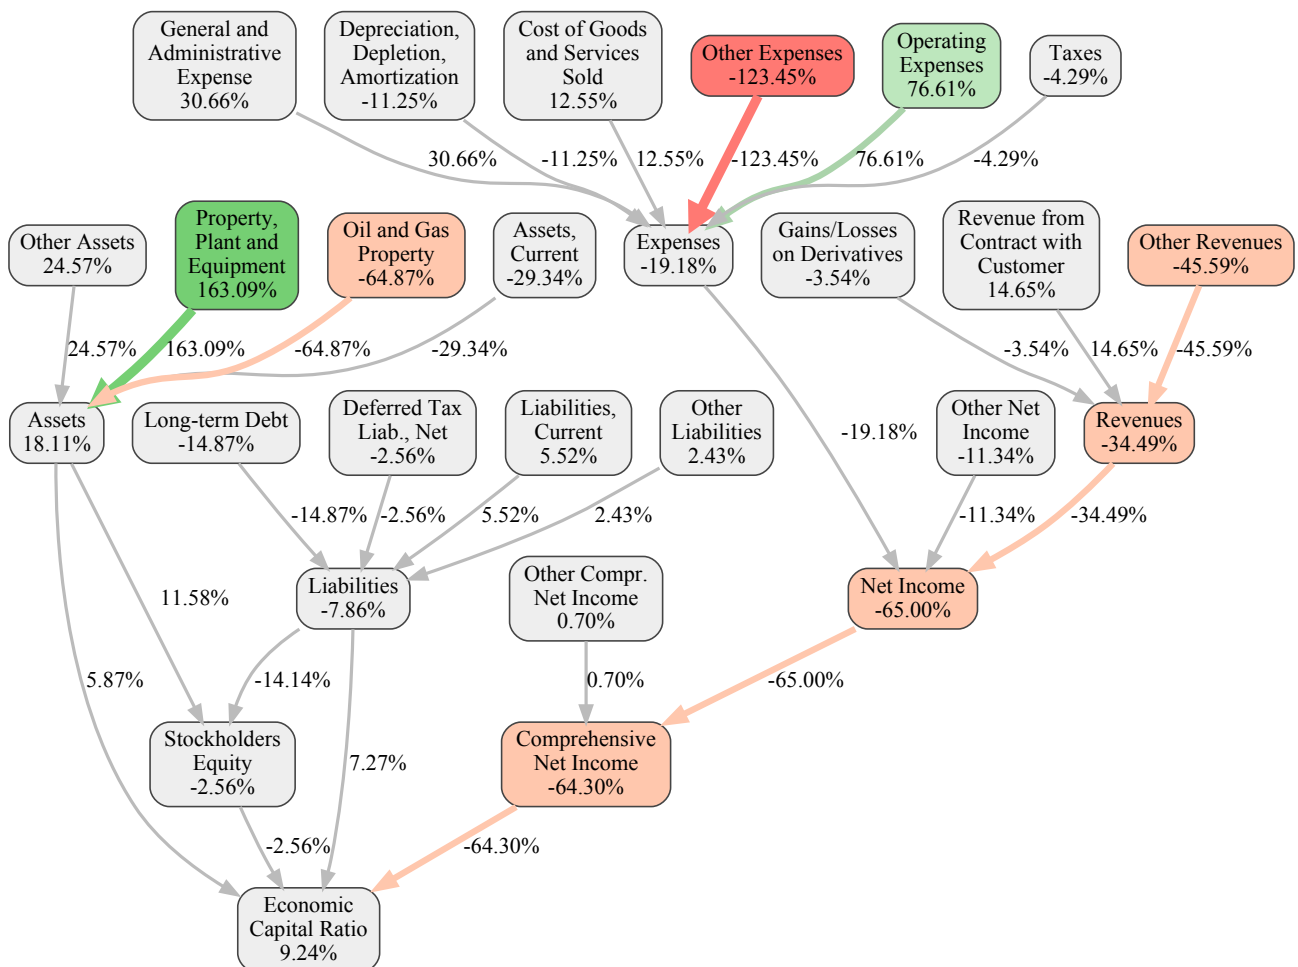 General and
Administrative
Expense
30.66%
Depreciation,
Depletion,
Amortization
-11.25%
Cost of Goods
and Services
Sold
12.55%
Other Expenses
-123.45%
Operating
Expenses
76.61%
Taxes
-4.29%
30.66%
-11.25%
12.55%
-123.45%
76.61%
-4.29%
Other Assets
24.57%
Property,
Plant and
Equipment
163.09%
Oil and Gas
Property
-64.87%
Assets,
Current
-29.34%
Expenses
-19.18%
Gains/Losses
on Derivatives
-3.54%
Revenue from
Contract with
Customer
14.65%
Other Revenues
-45.59%
24.57%
163.09%
-64.87%
-29.34%
-3.54%
14.65%
-45.59%
Assets
18.11%
Long-term Debt
-14.87%
Deferred Tax
Liab., Net
-2.56%
Liabilities,
Current
5.52%
Other
Liabilities
2.43%
-19.18%
Other Net
Income
-11.34%
Revenues
-34.49%
-14.87%
-2.56%
5.52%
2.43%
-11.34%
-34.49%
11.58%
Liabilities
-7.86%
Other Compr.
Net Income
0.70%
Net Income
-65.00%
5.87%
-14.14%
0.70%
-65.00%
Stockholders
Equity
-2.56%
7.27%
Comprehensive
Net Income
-64.30%
-2.56%
-64.30%
Economic
Capital Ratio
9.24%